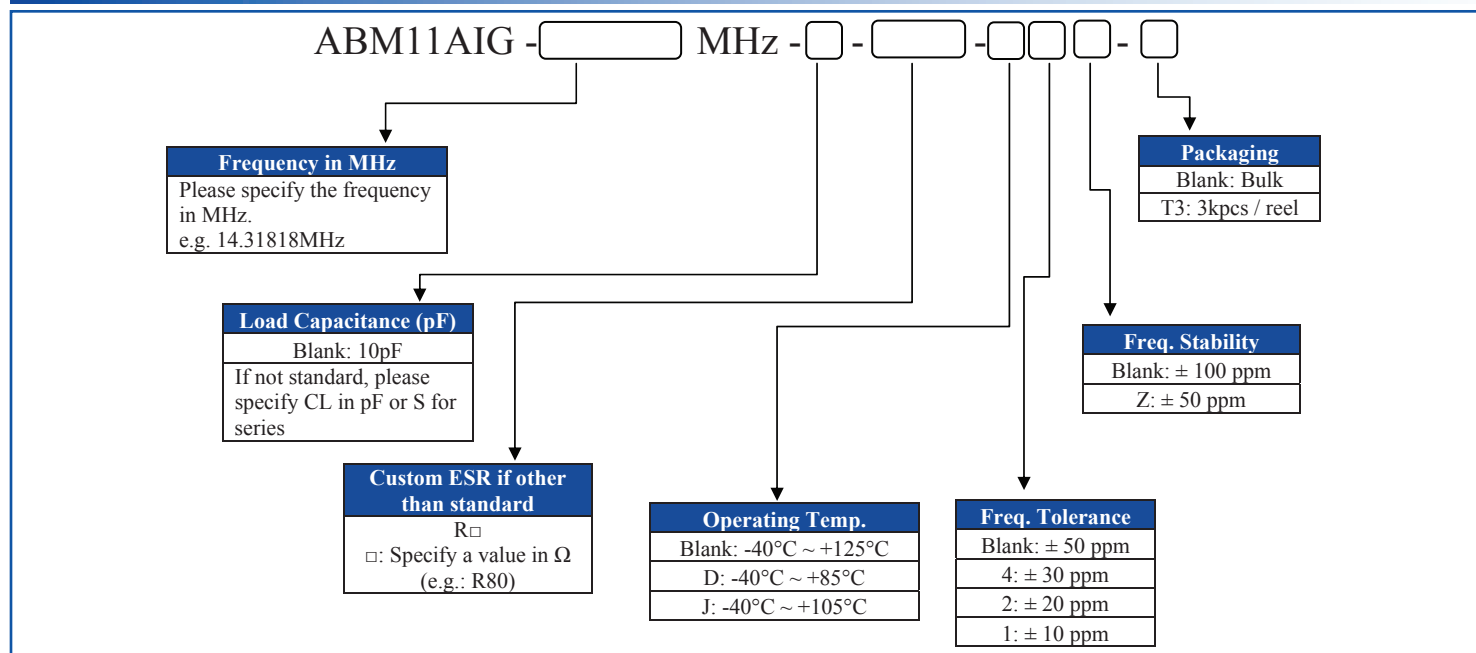 ABM11AIG - MHz - - -
Frequency in MHz
Please specify the frequency
in MHz.
e.g. 14.31818MHz
Packaging
Blank: Bulk
T3: 3kpcs / reel
Load Capacitance (pF)
Blank: 10pF
If not standard, please
specify CL in pF or S for
series
Freq. Stability
Blank: ± 100 ppm
Z: ± 50 ppm
Custom ESR if other
than standard
R□
□: Specify a value in Ω
(e.g.: R80)
Operating Temp.
Blank: -40°C ~ +125°C
D: -40°C ~ +85°C
J: -40°C ~ +105°C
Freq. Tolerance
Blank: ± 50 ppm
4: ± 30 ppm
2: ± 20 ppm
1: ± 10 ppm